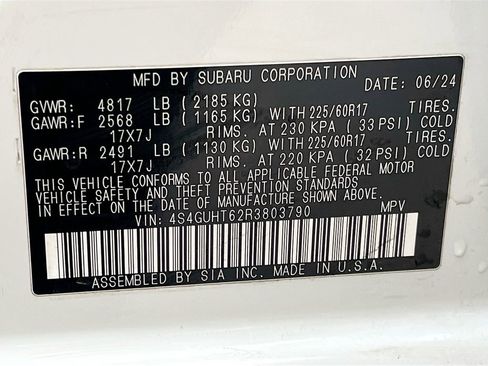 MFD BY SUBARU CORPORATION DATE: 06/24
GVWR: 4817 LB (2185 KG)
GAWR:F 2568 LB (1165 KG) WITH 225/60R17 TIRES.
17X7J RIMS. AT 230 KPA (33 PSI) COLD
GAWR:R 2491 LB (1130 KG) WITH 225/60R17 TIRES.
17X7J RIMS. AT 220 KPA (32 PSI) COLD
THIS VEHICLE CONFORMS TO ALL APPLICABLE FEDERAL MOTOR
VEHICLE SAFETY AND THEFT PREVENTION STANDARDS IN
EFFECT ON THE DATE OF MANUFACTURE SHOWN ABOVE.
VIN: 4S4GUHT62R3803790 MPV
ASSEMBLED BY SIA INC. MADE IN U.S.A.